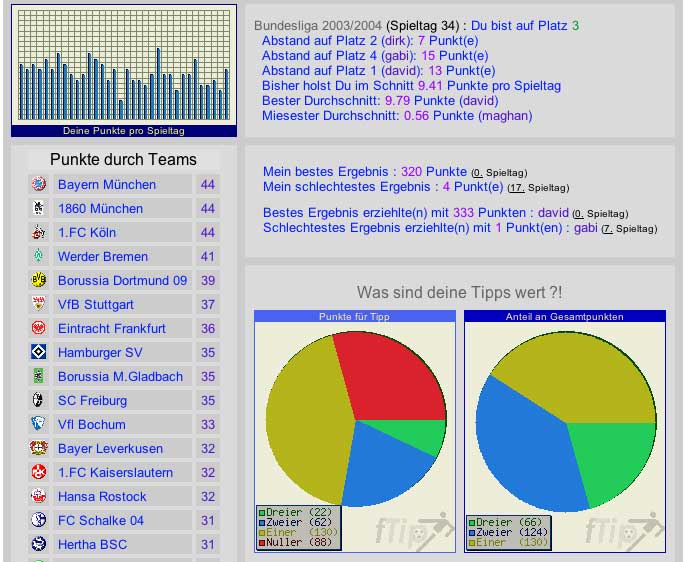 Deine Punkte pro Spieltag
Punkte durch Teams
Bayern München 44
1860 München 44
1.FC Köln 44
Werder Bremen 41
Borussia Dortmund 09 39
VfB Stuttgart 37
Eintracht Frankfurt 36
Hamburger SV 35
Borussia M.Gladbach 35
SC Freiburg 35
Vfl Bochum 33
Bayer Leverkusen 32
1.FC Kaiserslautern 32
Hansa Rostock 32
FC Schalke 04 31
Hertha BSC 31
Bundesliga 2003/2004 (Spieltag 34) : Du bist auf Platz 3
Abstand auf Platz 2 (dirk): 7 Punkt(e)
Abstand auf Platz 4 (gabi): 15 Punkt(e)
Abstand auf Platz 1 (david): 13 Punkt(e)
Bisher holst Du im Schnitt 9.41 Punkte pro Spieltag
Bester Durchschnitt: 9.79 Punkte (david)
Miesester Durchschnitt: 0.56 Punkte (maghan)
Mein bestes Ergebnis : 320 Punkte (0. Spieltag)
Mein schlechtestes Ergebnis : 4 Punkt(e) (17. Spieltag)
Bestes Ergebnis erziehlte(n) mit 333 Punkten : david (0. Spieltag)
Schlechtestes Ergebnis erziehlte(n) mit 1 Punkt(en) : gabi (7. Spieltag)
Was sind deine Tipps wert ?!
Punkte für Tipp
Dreier (22)
Zweier (62)
Einer (130)
Nuller (88)
fTip
Anteil an Gesamtpunkten
Dreier (66)
Zweier (124)
Einer (130)
fTip